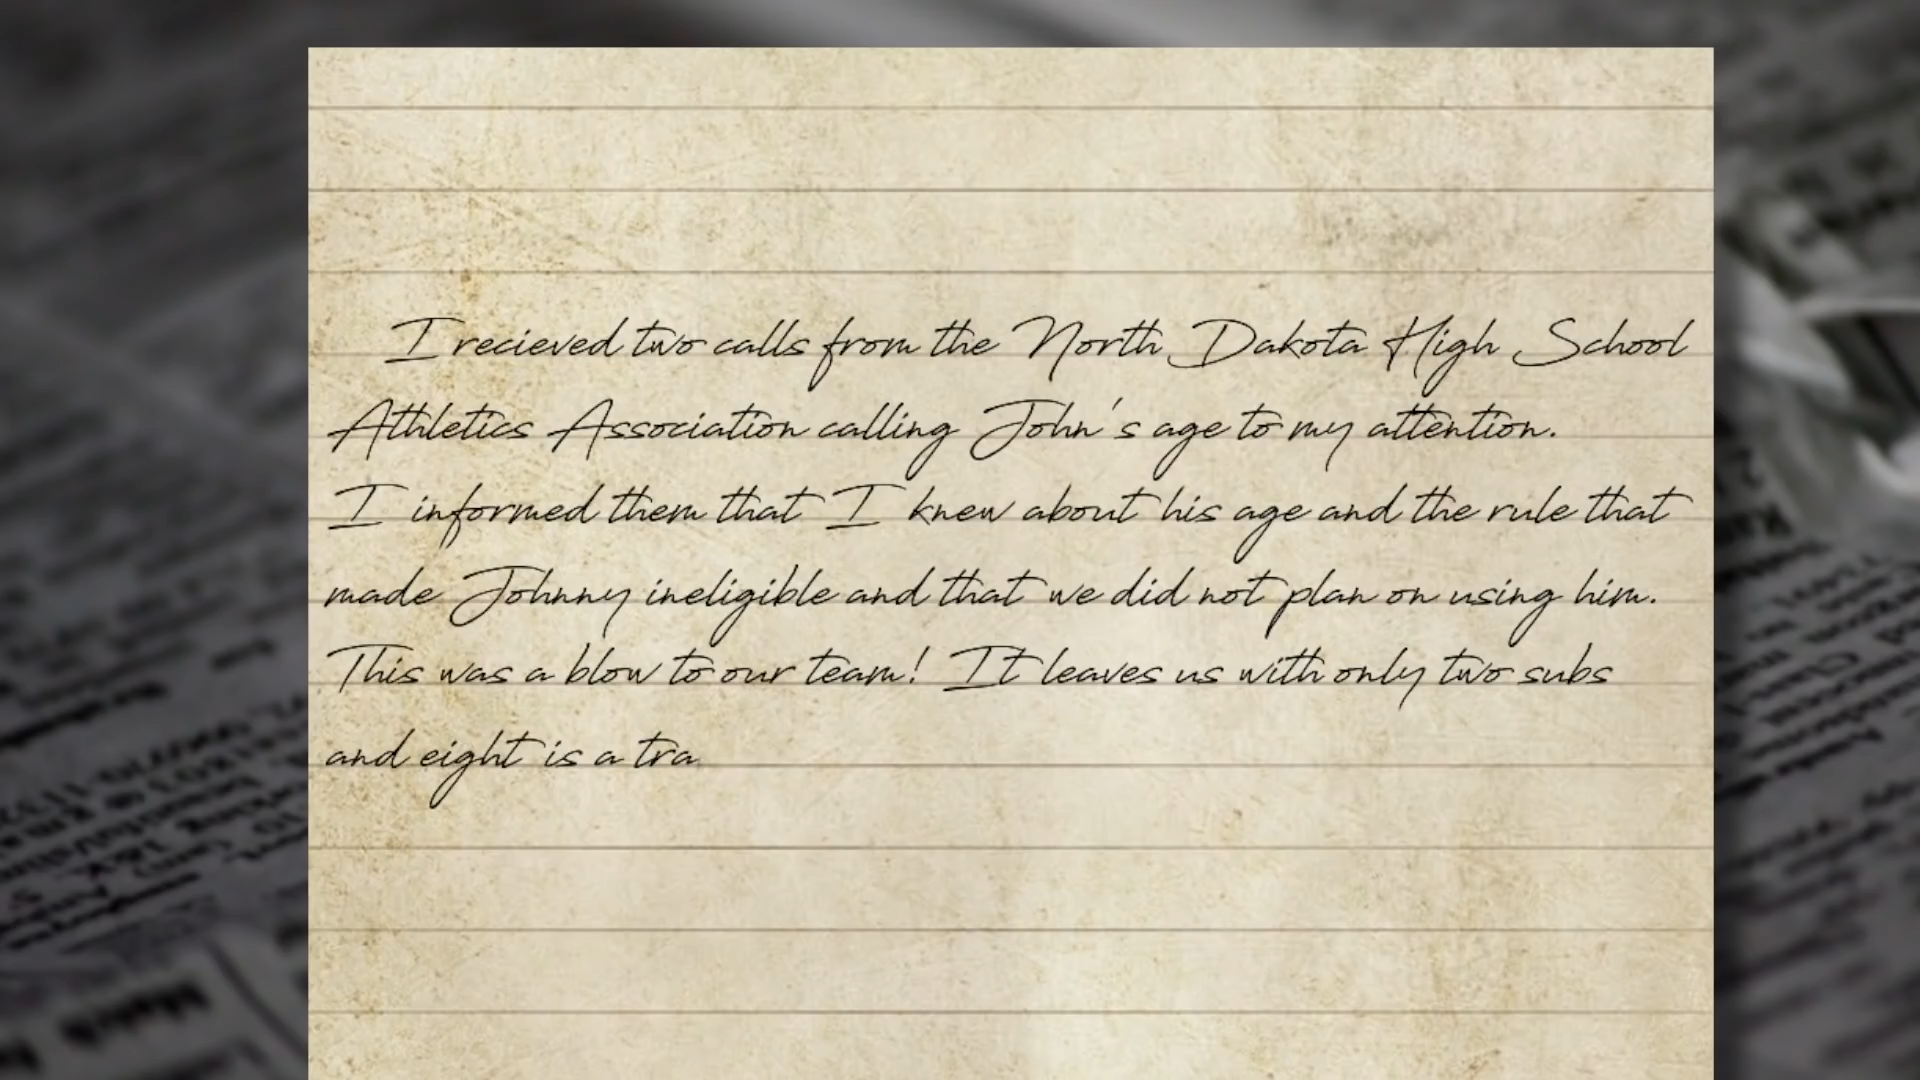 I recieved two calls from the North Dakota High School
Athletics Association calling John's age to my attention.
I informed them that I knew about his age and the rule that
made Johnny ineligible and that we did not plan on using him.
This was a blow to our team! It leaves us with only two subs
and eight is a tra